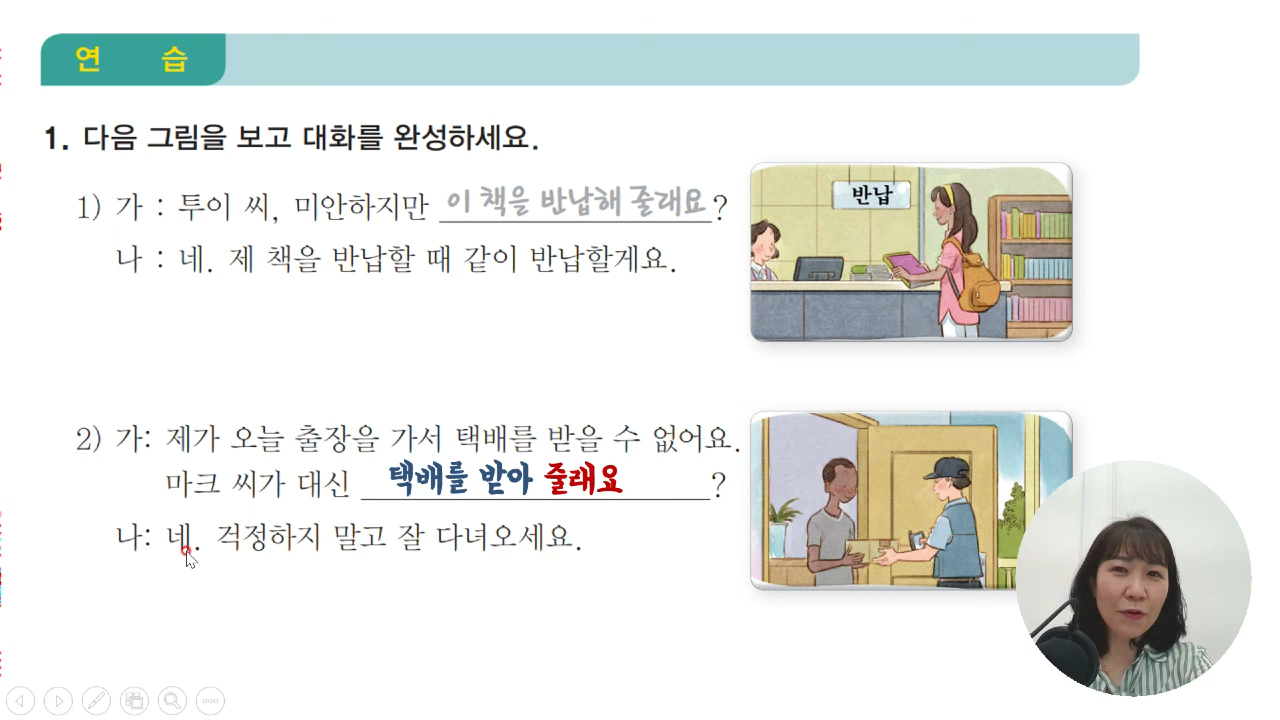 연 습
1. 다음 그림을 보고 대화를 완성하세요.
1) 가 : 투이 씨, 미안하지만 이 책을 반납해 줄래요?
나 : 네. 제 책을 반납할 때 같이 반납할게요.
반납
2) 가: 제가 오늘 출장을 가서 택배를 받을 수 없어요.
마크 씨가 대신 택배를 받아 줄래요?
나: 네. 걱정하지 말고 잘 다녀오세요.